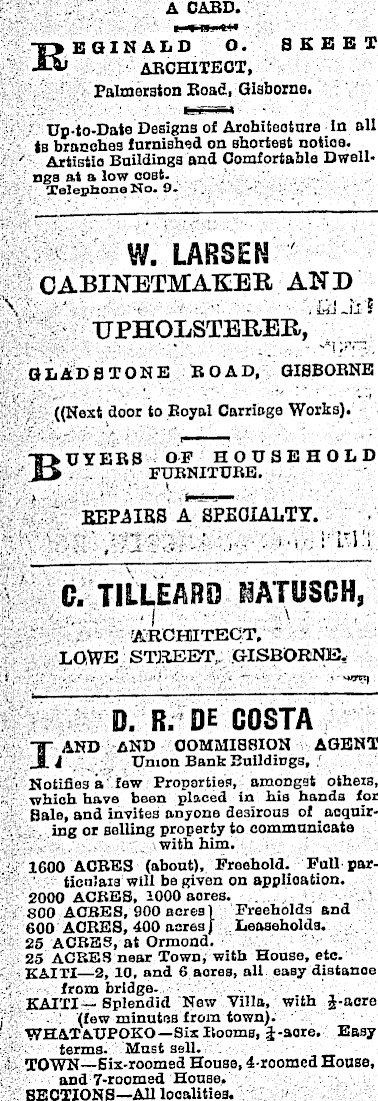 A CARD.
REGINALD O. SKEET
ARCHITECT,
Palmerston Road, Gisborne.
Up-to-Date Designs of Architecture in all
ts branches furnished on shortest notice.
Artistic Buildings and Comfortable Dwell-
ngs at a low cost.
Telephone No. 9.
W. LARSEN
CABINETMAKER AND
UPHOLSTERER,
GLADSTONE ROAD, GISBORNE
((Next door to Royal Carriage Works).
BUYERS OF HOUSEHOLD
FURNITURE.
REPAIRS A SPECIALTY.
C. TILLEARD NATUSCH,
ARCHITECT,
LOWE STREET, GISBORNE.
D. R. DE COSTA
LAND AND COMMISSION AGENT
Union Bank Buildings,
Notifies a few Properties, amongst others,
which have been placed in his hands for
Sale, and invites anyone desirous of acquir-
ing or selling property to communicate
with him.
1600 ACRES (about), Freehold. Full par-
ticulars will be given on application.
2000 ACRES, 1000 acres.
800 ACRES, 900 acres } Freeholds and
600 ACRES, 400 acres } Leaseholds.
25 ACRES, at Ormond.
25 ACRES near Town, with House, etc.
KAITI—2, 10, and 6 acres, all easy distance
from bridge.
KAITI—Splendid New Villa, with ¼-acre
(few minutes from town).
WHATAUPOKO—Six Rooms, ¼-acre. Easy
terms. Must sell.
TOWN—Six-roomed House, 4-roomed House,
and 7-roomed House.
SECTIONS—All localities.